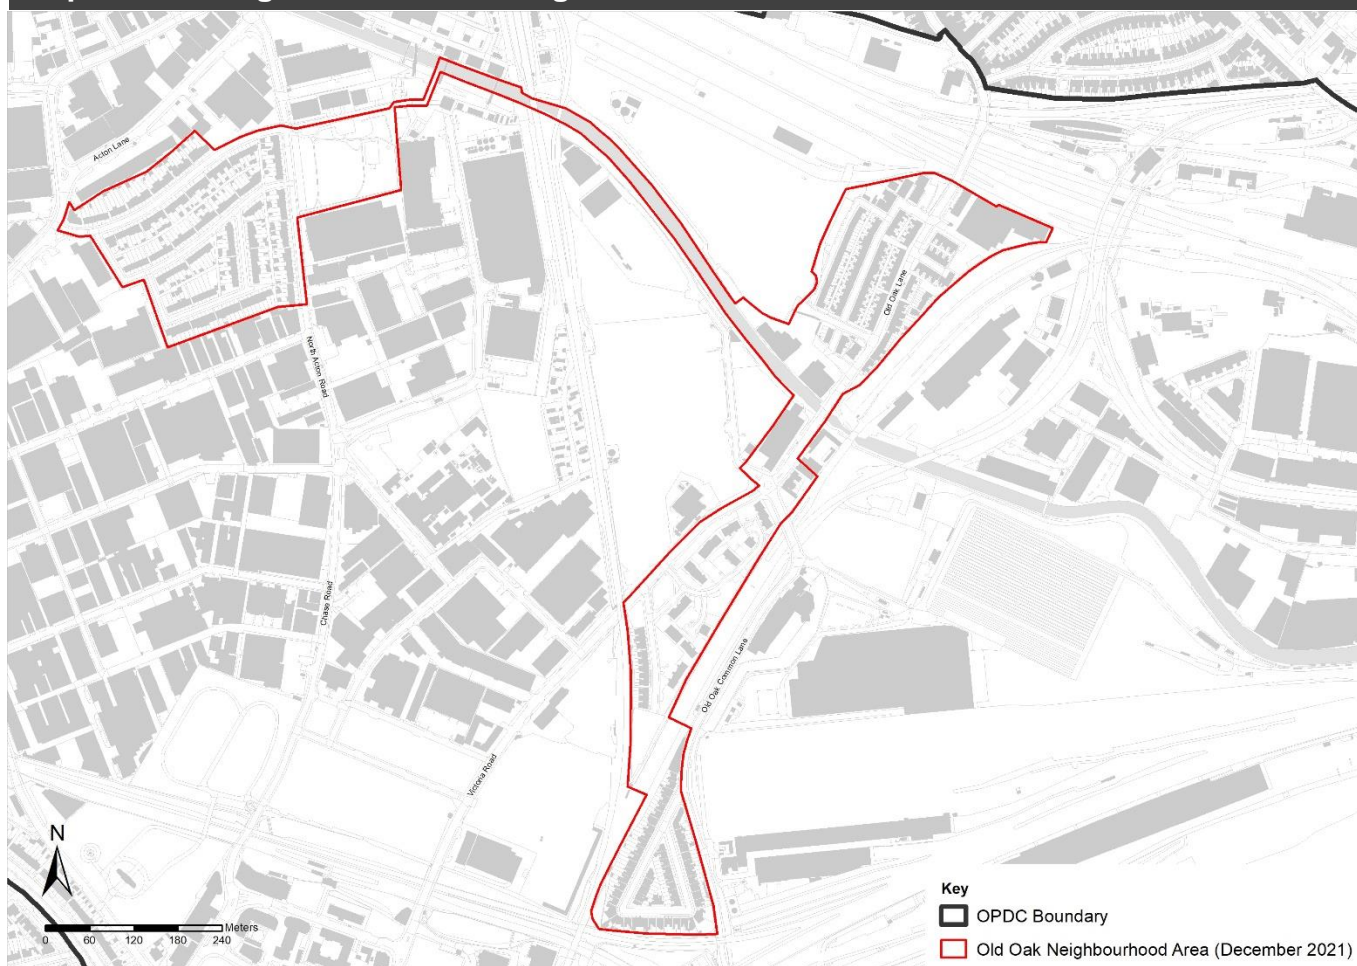 Acton Lane
Old Oak Lane
North Acton Road
Chase Road
Old Oak Common Lane
Victoria Road
N
Meters
0 60 120 180 240
Key
OPDC Boundary
Old Oak Neighbourhood Area (December 2021)